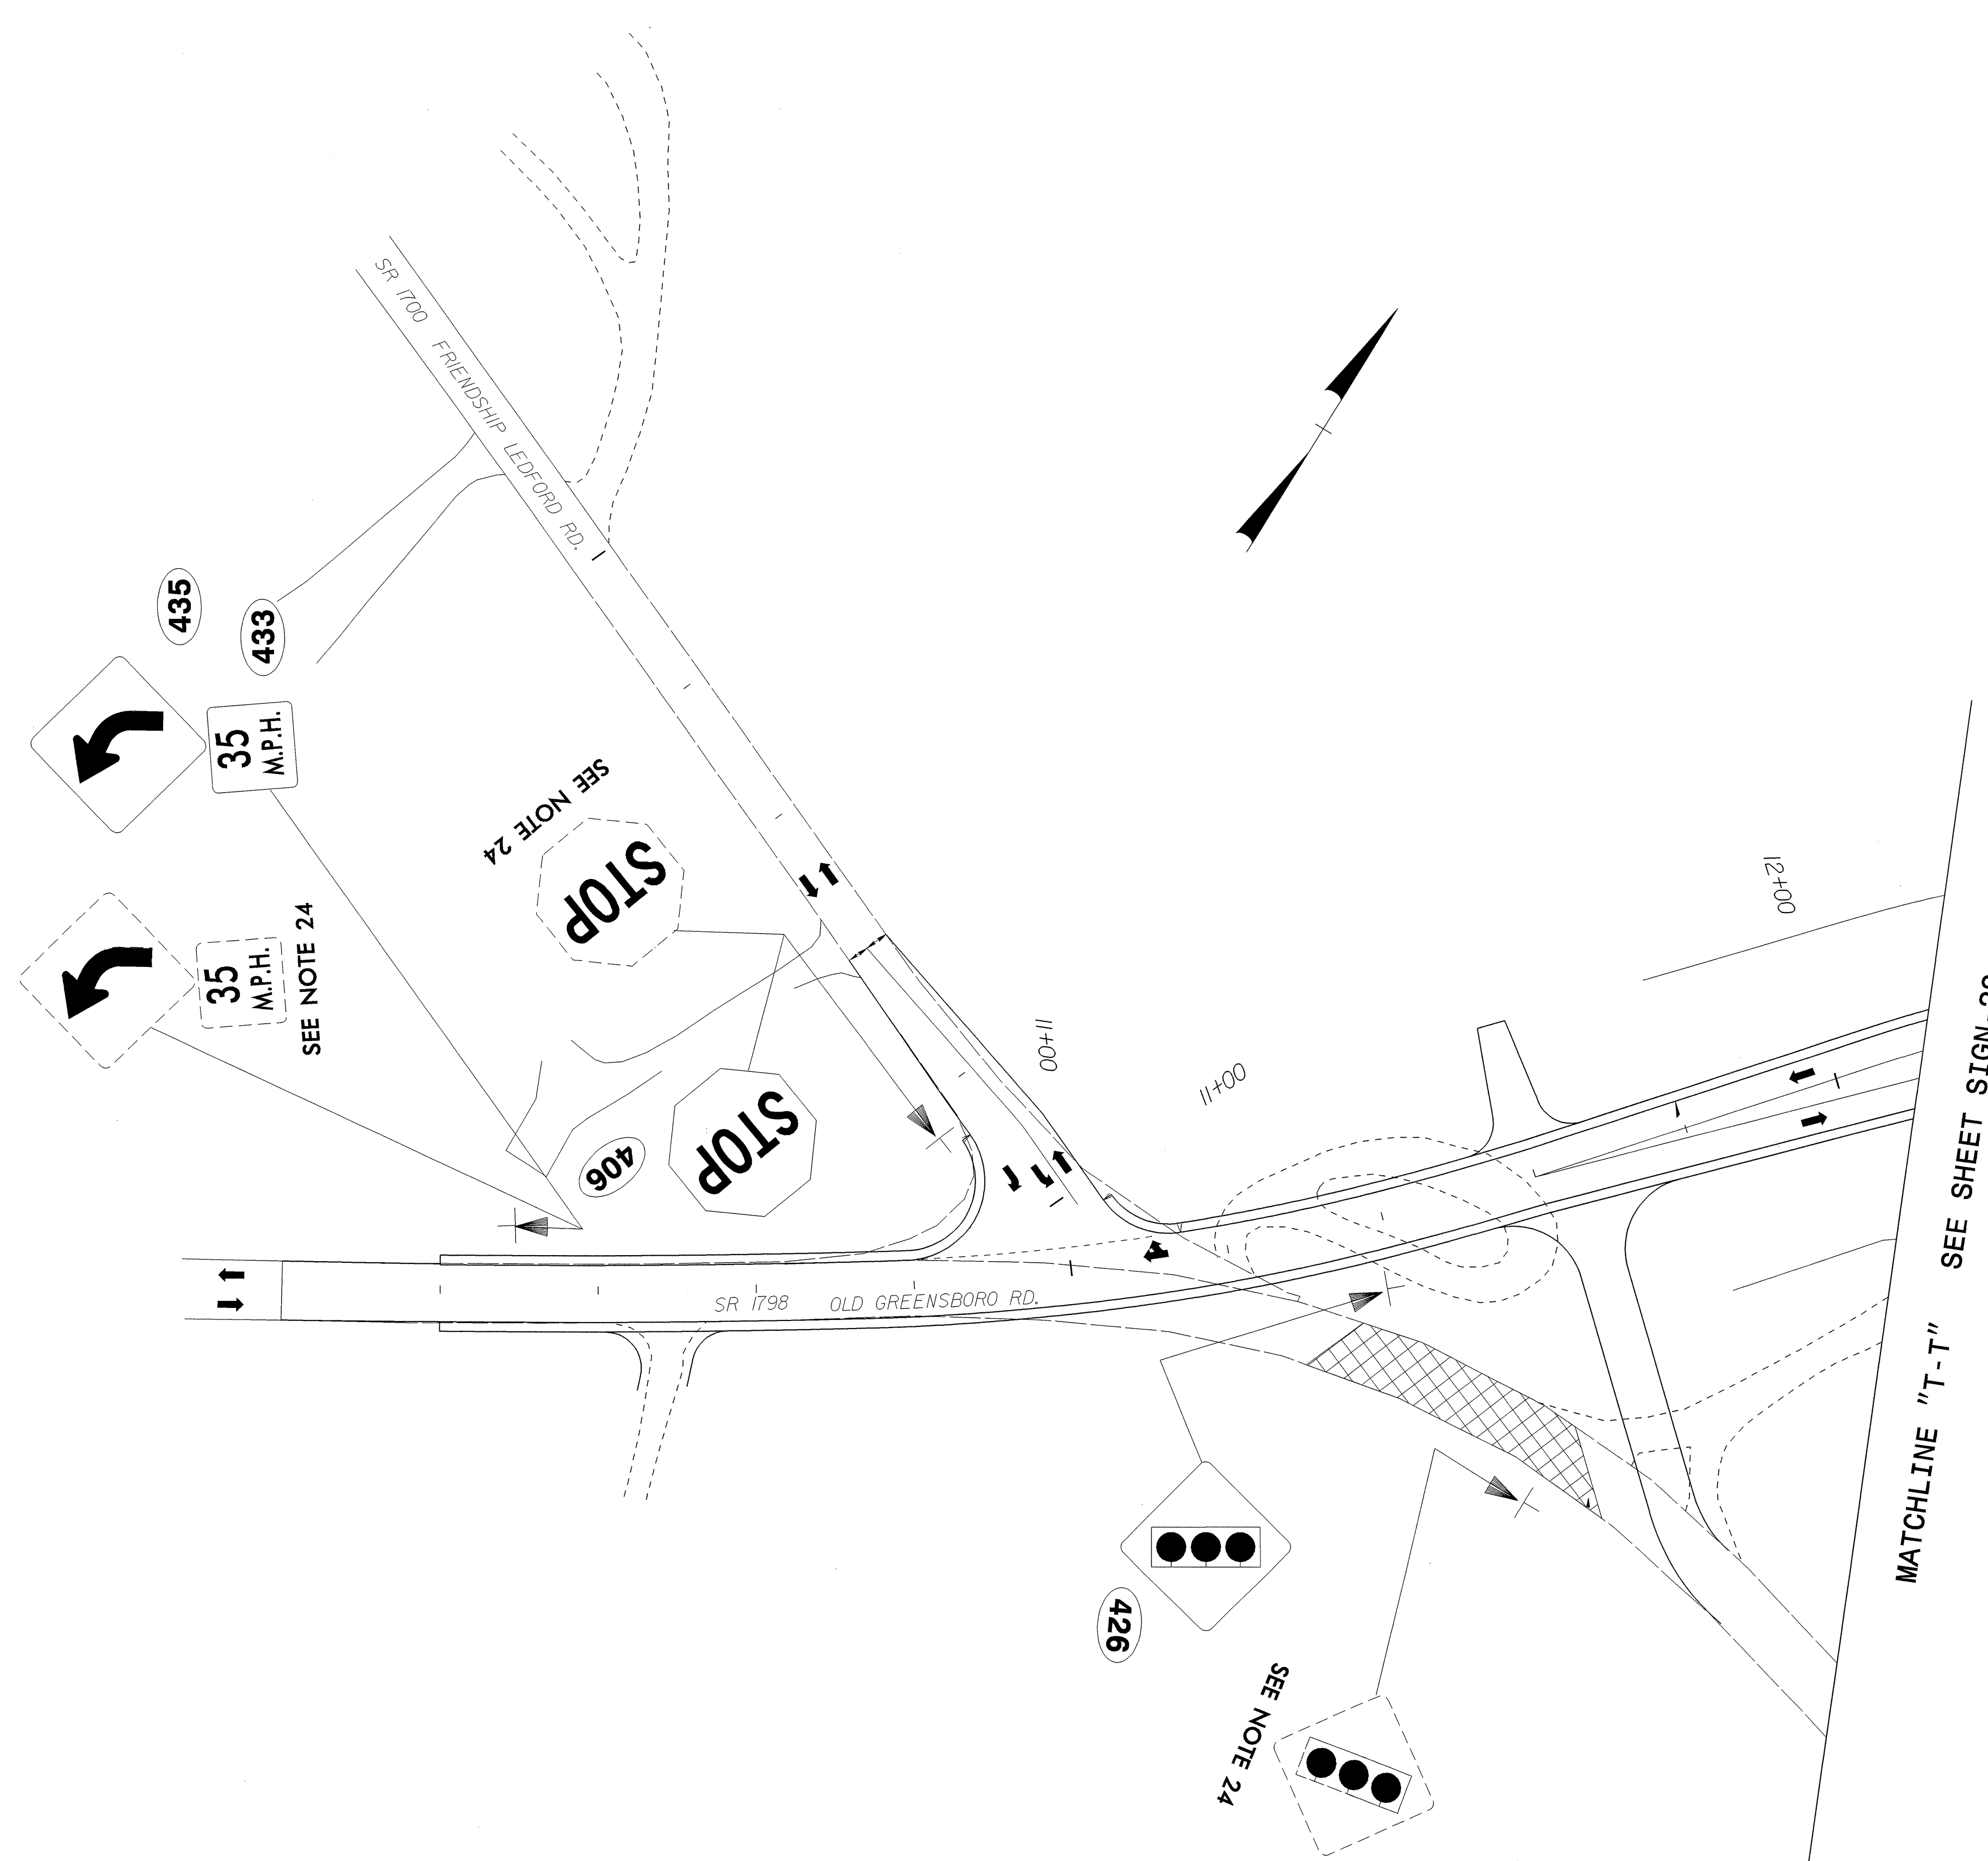 SR 1700 FRIENDSHIP LEDFORD RD.
435
433
35
M.P.H.
SEE NOTE 24
STOP
35
M.P.H.
SEE NOTE 24
12+00
11+00
11+00
STOP
406
SR 1798 OLD GREENSBORO RD.
MATCHLINE "T-T" SEE SHEET SIGN
426
SEE NOTE 24